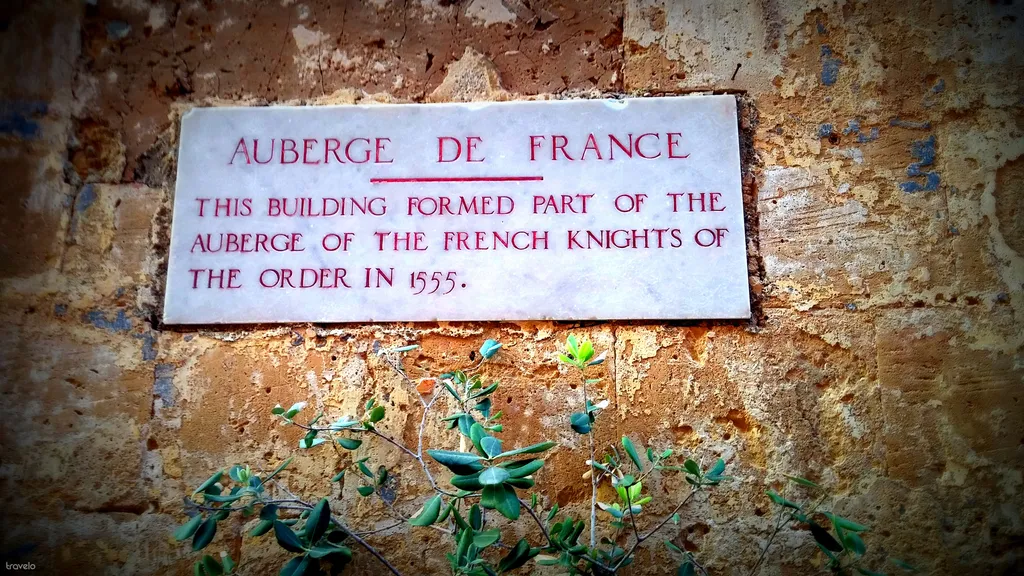 AUBERGE DE FRANCE
THIS BUILDING FORMED PART OF THE
AUBERGE OF THE FRENCH KNIGHTS OF
THE ORDER IN 1555.
travelo